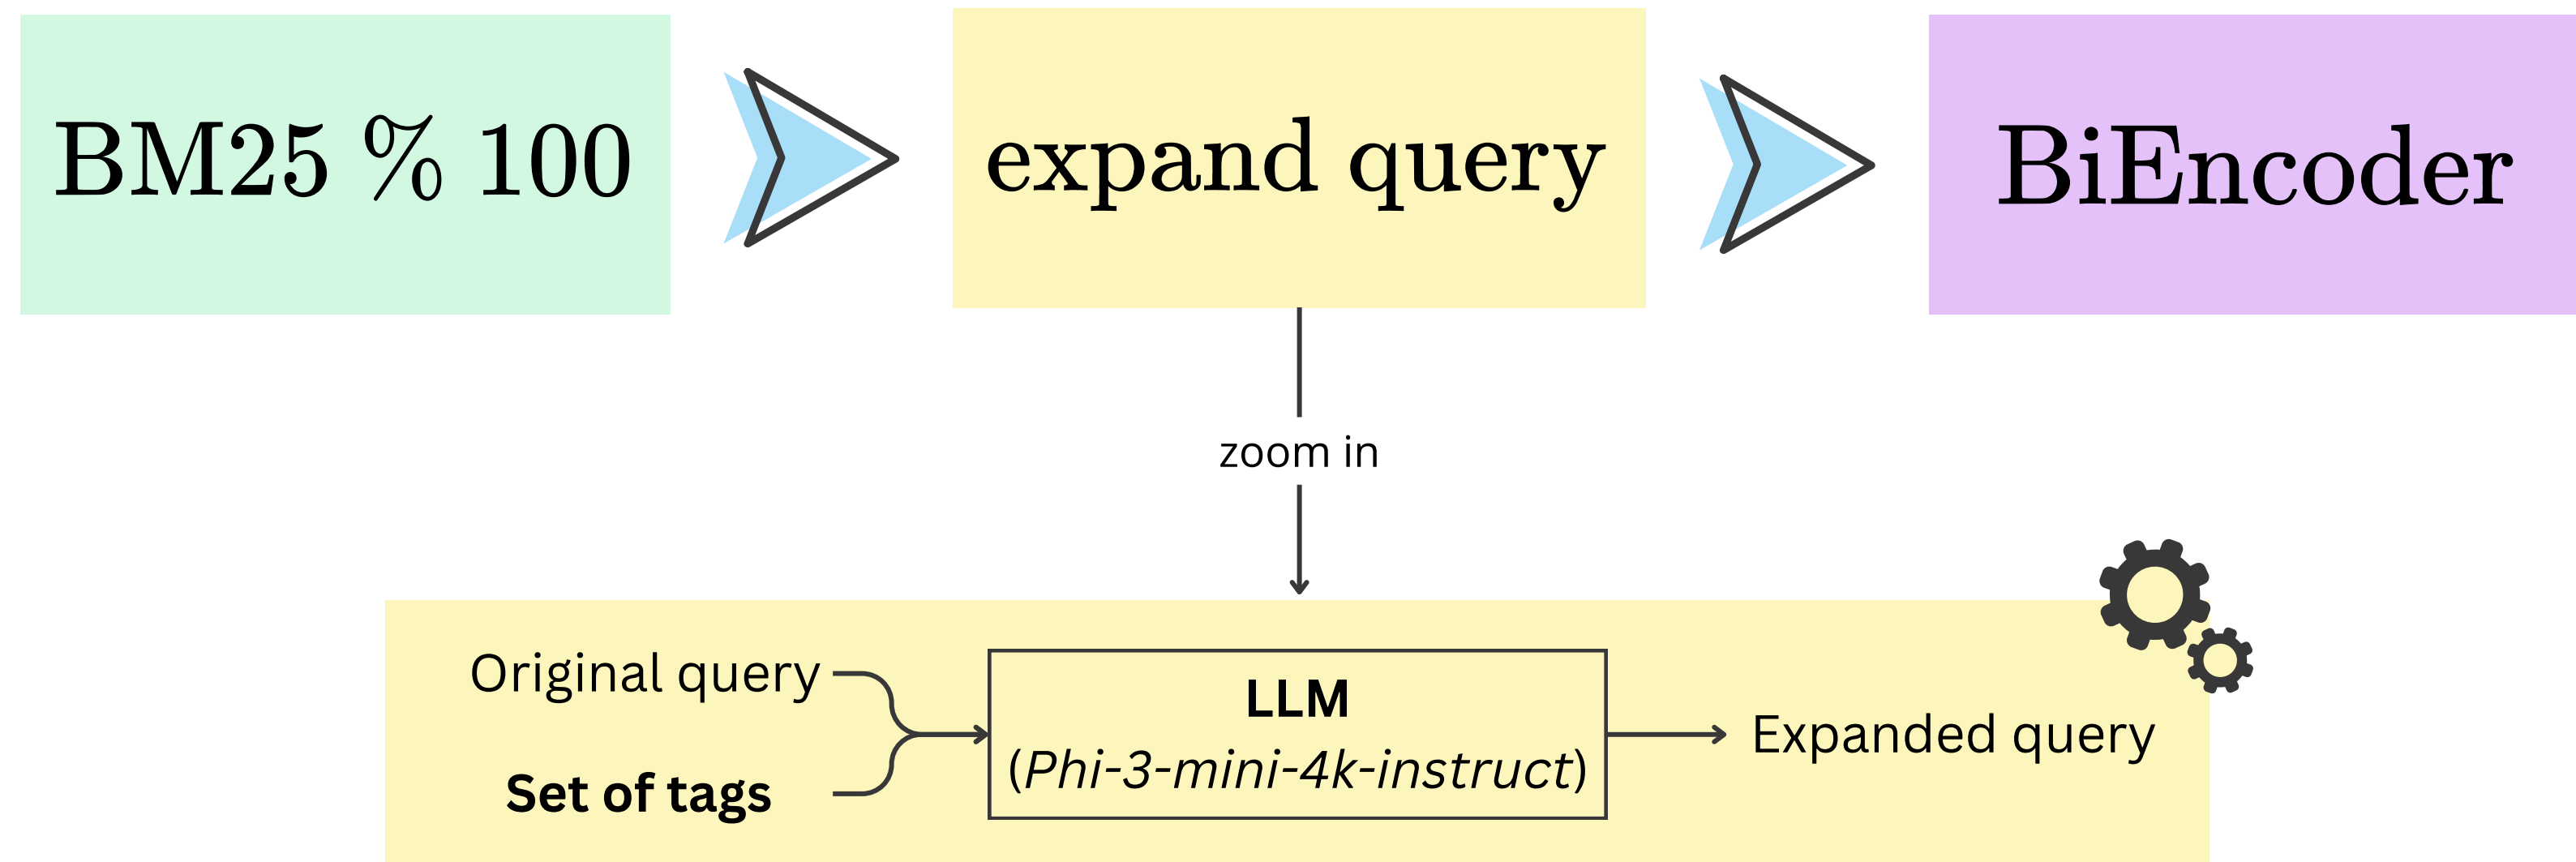 BM25 % 100
expand query
BiEncoder
zoom in
Original query
Set of tags
LLM
(Phi-3-mini-4k-instruct)
Expanded query